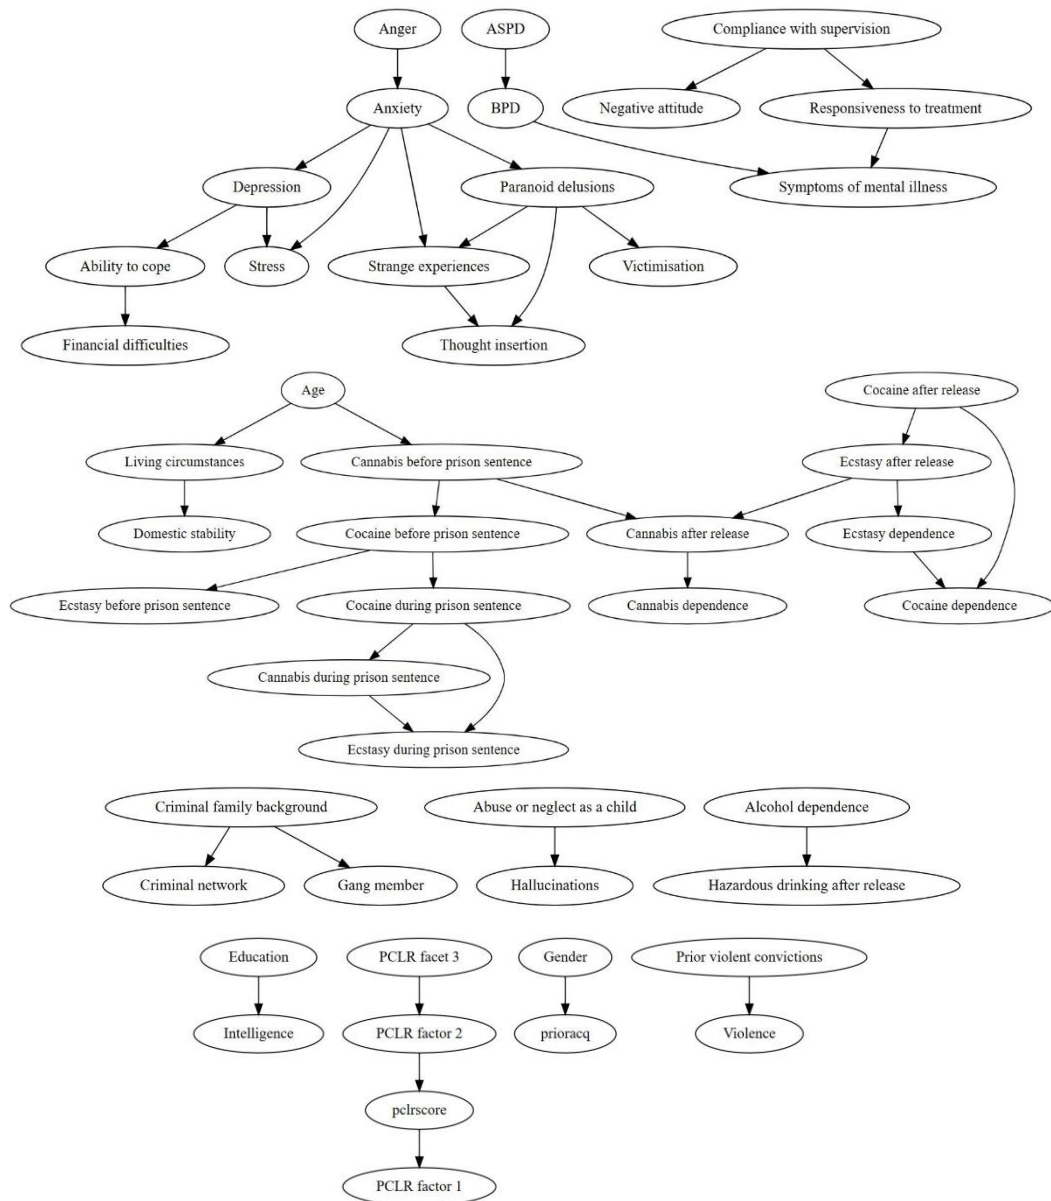 Anger
ASPD
Compliance with supervision
Anxiety
BPD
Negative attitude
Responsiveness to treatment
Depression
Paranoid delusions
Symptoms of mental illness
Ability to cope
Stress
Strange experiences
Victimisation
Financial difficulties
Thought insertion
Age
Cocaine after release
Living circumstances
Cannabis before prison sentence
Ecstasy after release
Domestic stability
Cocaine before prison sentence
Cannabis after release
Ecstasy dependence
Ecstasy before prison sentence
Cocaine during prison sentence
Cannabis dependence
Cocaine dependence
Cannabis during prison sentence
Ecstasy during prison sentence
Criminal family background
Abuse or neglect as a child
Alcohol dependence
Criminal network
Gang member
Hallucinations
Hazardous drinking after release
Education
PCLR facet 3
Gender
Prior violent convictions
Intelligence
PCLR factor 2
prioracq
Violence
pclrscore
PCLR factor 1